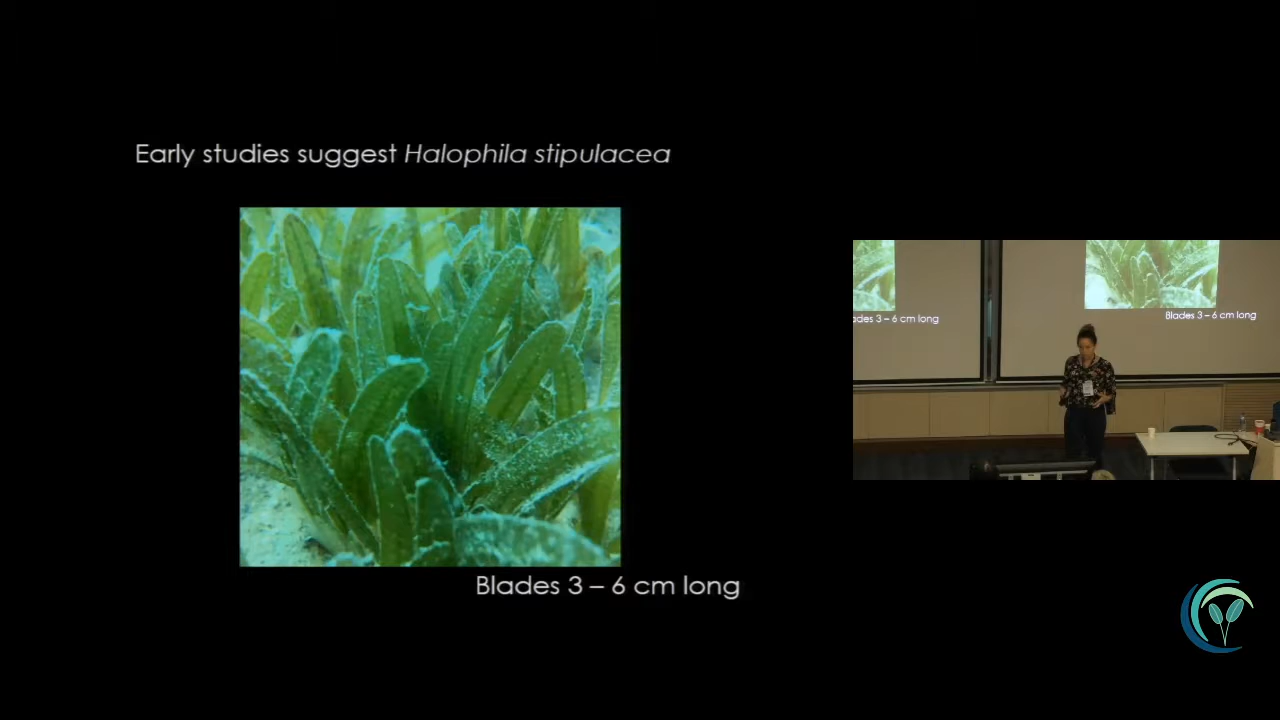 Early studies suggest Halophila stipulacea
Blades 3 – 6 cm long
ades 3 – 6 cm long
Blades 3 – 6 cm long